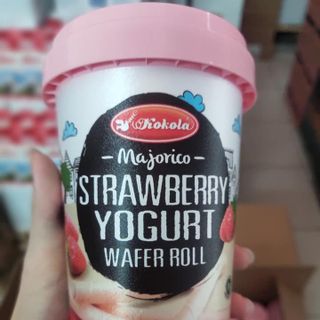 Kokola
Majorico
STRAWBERRY
YOGURT
WAFER ROLL